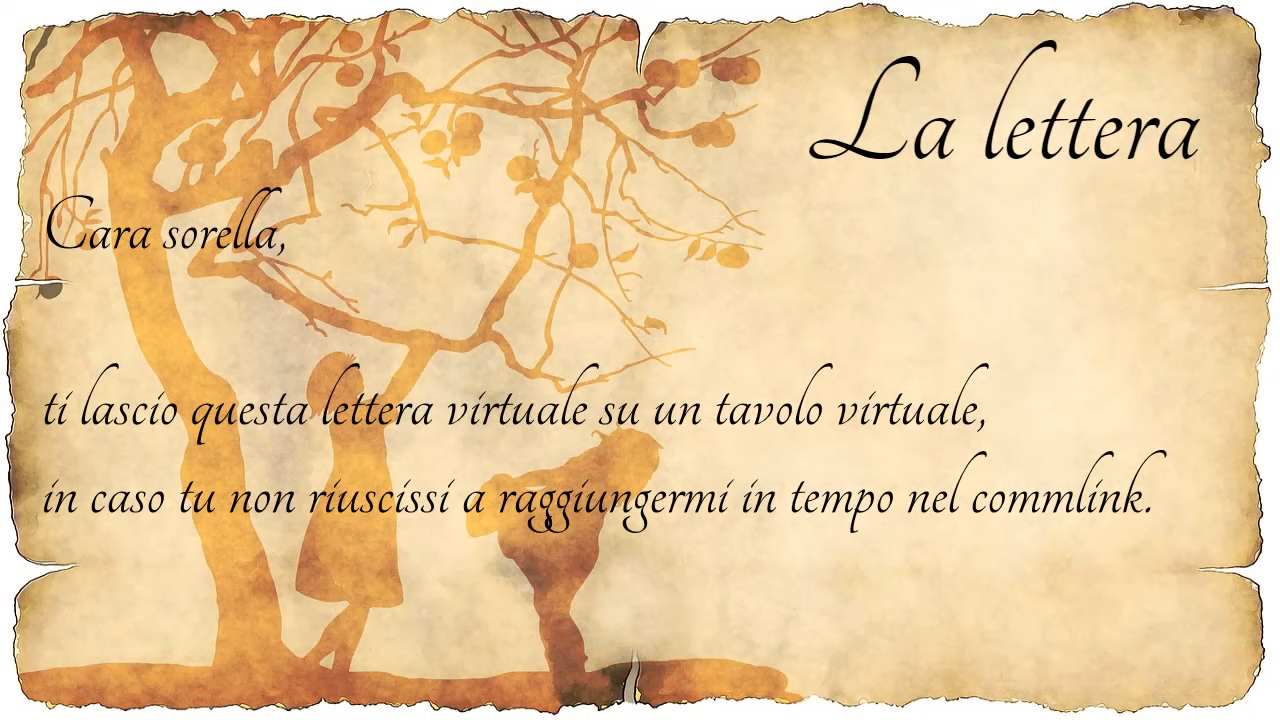 La lettera
Cara sorella,
ti lascio questa lettera virtuale su un tavolo virtuale,
in caso tu non riuscissi a raggiungermi in tempo nel commlink.